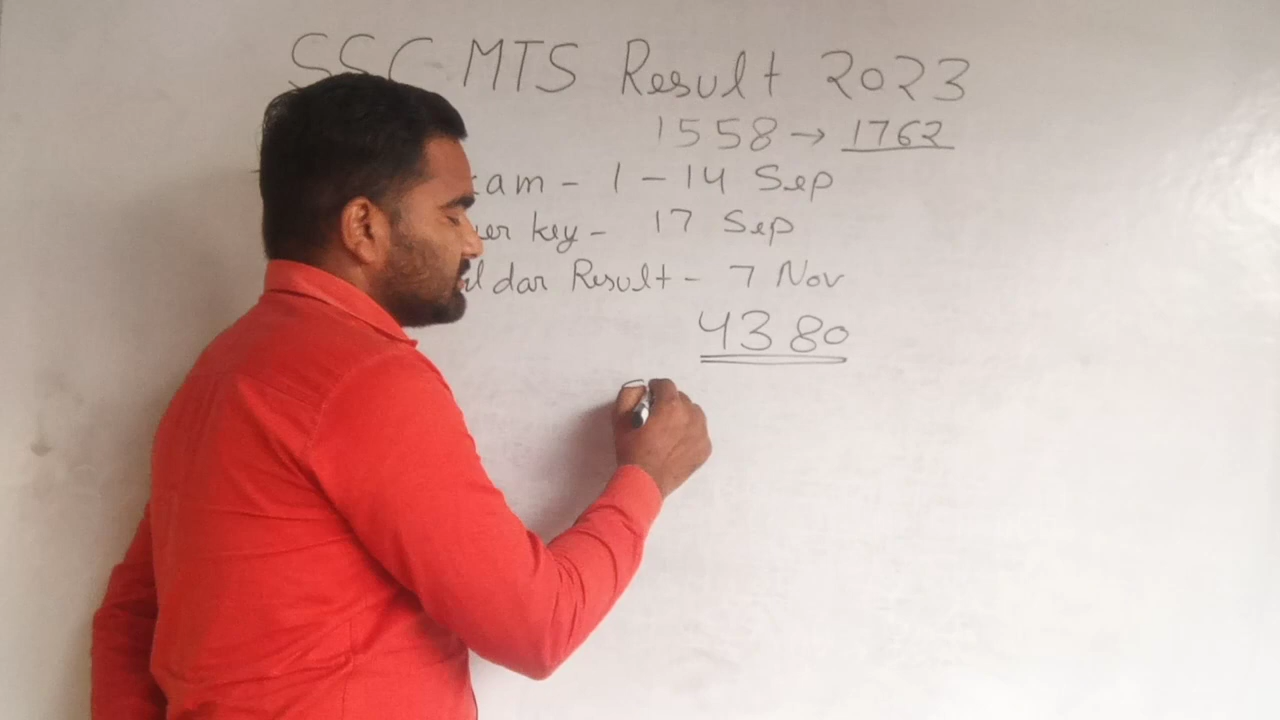 SSC MTS Result 2023
1558 → 1762
am - 1 - 14 Sep
er key - 17 Sep
ldar Result - 7 Nov
4380